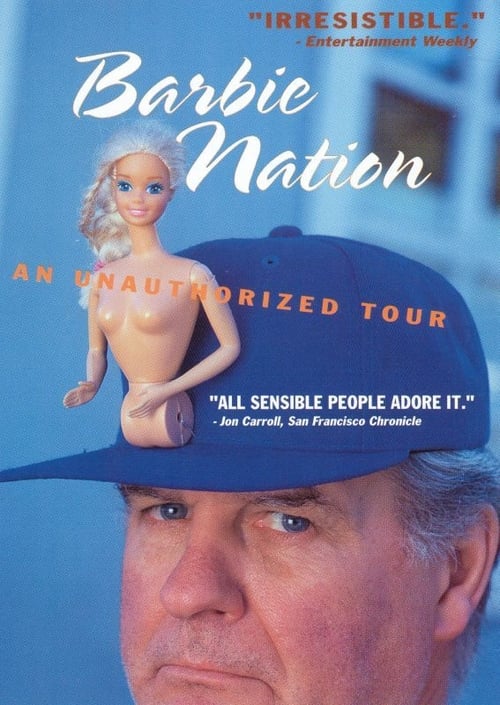 "IRRESISTIBLE."
- Entertainment Weekly
Barbie
Nation
AN UNAUTHORIZED TOUR
"ALL SENSIBLE PEOPLE ADORE IT."
- Jon Carroll, San Francisco Chronicle